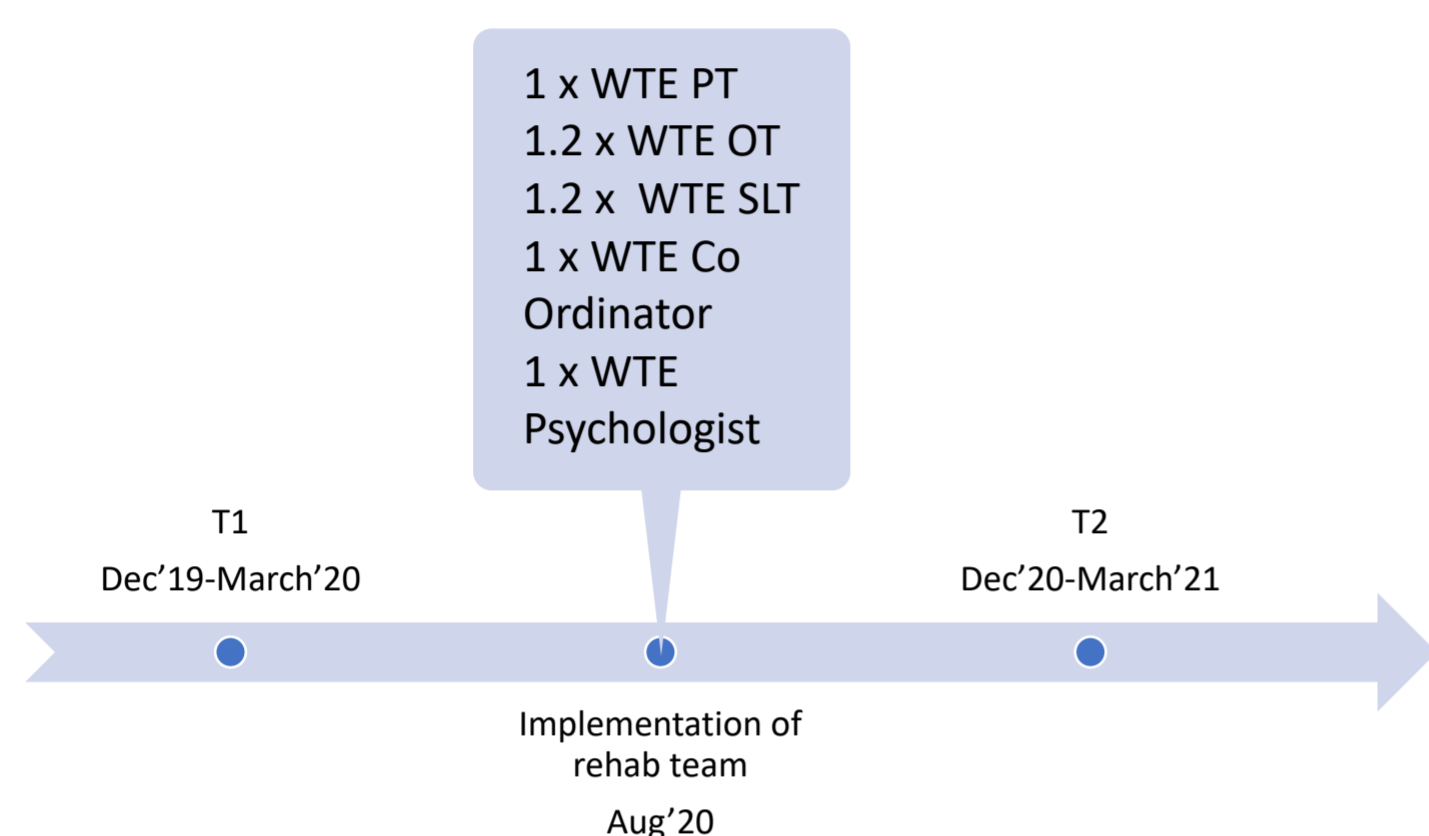 1 x WTE PT
1.2 x WTE OT
1.2 x  WTE SLT
1 x WTE Co
Ordinator
1 x WTE
Psychologist
T1
Dec’19-March’20
T2
Dec’20-March’21
Implementation of
rehab team
Aug’20